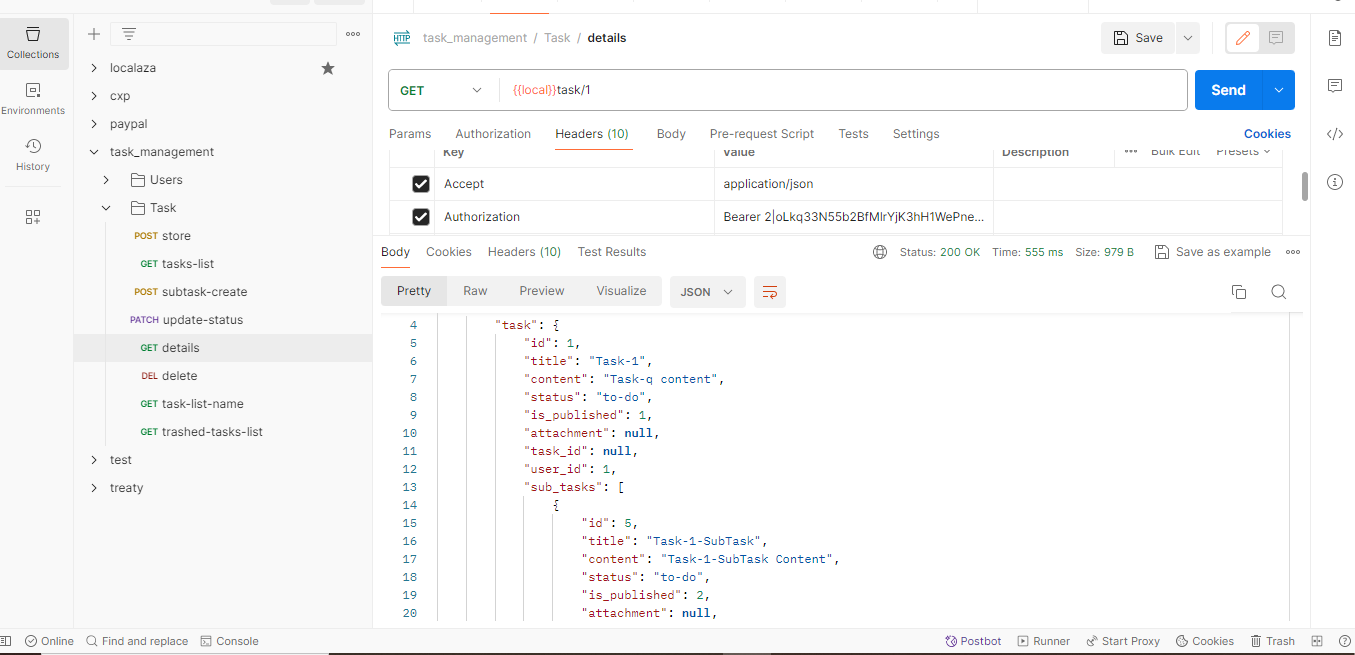 Collections
Environments
History
localaza
cxp
paypal
task_management
Users
Task
POST store
GET tasks-list
POST subtask-create
PATCH update-status
GET details
DEL delete
GET task-list-name
GET trashed-tasks-list
test
treaty
HTTP task_management / Task / details
Save
GET {{local}}task/1
Send
Params Authorization Headers (10) Body Pre-request Script Tests Settings Cookies
Key Value Description Bulk Edit Presets
Accept application/json
Authorization Bearer 2|oLkq33N55b2BfMlrYjK3hH1WePne...
Body Cookies Headers (10) Test Results Status: 200 OK Time: 555 ms Size: 979 B Save as example
Pretty Raw Preview Visualize JSON
4 "task": {
5 "id": 1,
6 "title": "Task-1",
7 "content": "Task-q content",
8 "status": "to-do",
9 "is_published": 1,
10 "attachment": null,
11 "task_id": null,
12 "user_id": 1,
13 "sub_tasks": [
14 {
15 "id": 5,
16 "title": "Task-1-SubTask",
17 "content": "Task-1-SubTask Content",
18 "status": "to-do",
19 "is_published": 2,
20 "attachment": null,
Online Find and replace Console Postbot Runner Start Proxy Cookies Trash